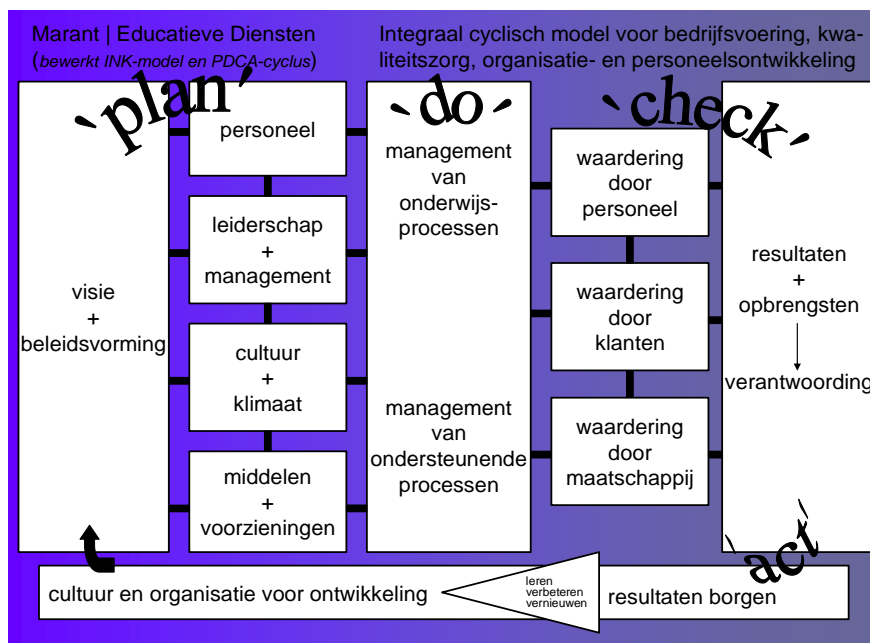 Marant | Educatieve Diensten
(bewerkt INK-model en PDCA-cyclus)
Integraal cyclisch model voor bedrijfsvoering, kwa-
liteitszorg, organisatie- en personeelsontwikkeling
'plan'
'do'
'check'
visie
+
beleidsvorming
personeel
leiderschap
+
management
cultuur
+
klimaat
middelen
+
voorzieningen
management
van
onderwijs-
processen
management
van
ondersteunende
processen
waardering
door
personeel
waardering
door
klanten
waardering
door
maatschappij
resultaten
+
opbrengsten
verantwoording
'act'
cultuur en organisatie voor ontwikkeling
leren
verbeteren
vernieuwen
resultaten borgen